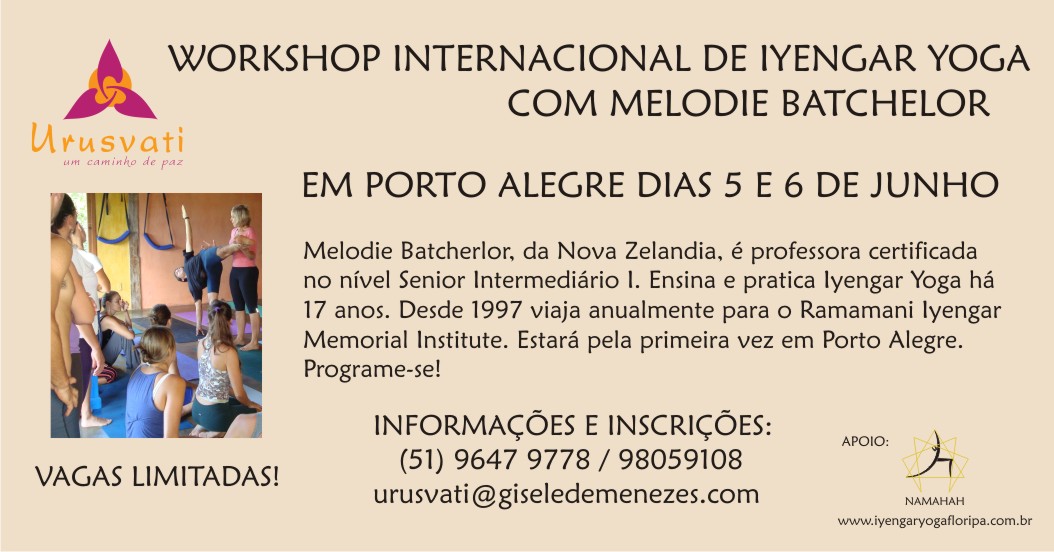 WORKSHOP INTERNACIONAL DE IYENGAR YOGA
COM MELODIE BATCHELOR
Urusvati
um caminho de paz
EM PORTO ALEGRE DIAS 5 E 6 DE JUNHO
Melodie Batcherlor, da Nova Zelandia, é professora certificada
no nível Senior Intermediário I. Ensina e pratica Iyengar Yoga há
17 anos. Desde 1997 viaja anualmente para o Ramamani Iyengar
Memorial Institute. Estará pela primeira vez em Porto Alegre.
Programe-se!
INFORMAÇÕES E INSCRIÇÕES:
(51) 9647 9778 / 98059108
urusvati@giseledemenezes.com
VAGAS LIMITADAS!
APOIO:
NAMAHAH
www.iyengaryogafloripa.com.br